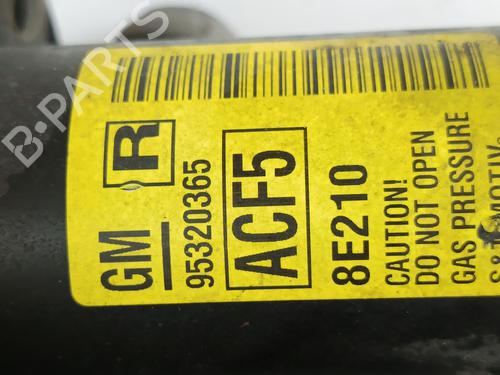 GM R
95320365
ACF5
8E210
CAUTION!
DO NOT OPEN
GAS PRESSURE
B-PARTS